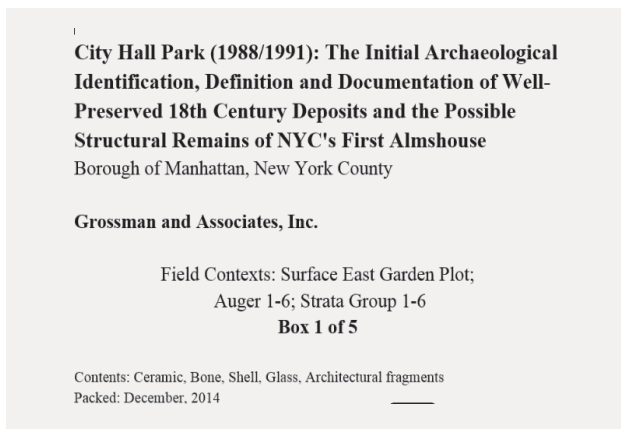 City Hall Park (1988/1991): The Initial Archaeological
Identification, Definition and Documentation of Well-
Preserved 18th Century Deposits and the Possible
Structural Remains of NYC's First Almshouse
Borough of Manhattan, New York County
Grossman and Associates, Inc.
Field Contexts: Surface East Garden Plot;
Auger 1-6; Strata Group 1-6
Box 1 of 5
Contents: Ceramic, Bone, Shell, Glass, Architectural fragments
Packed: December, 2014